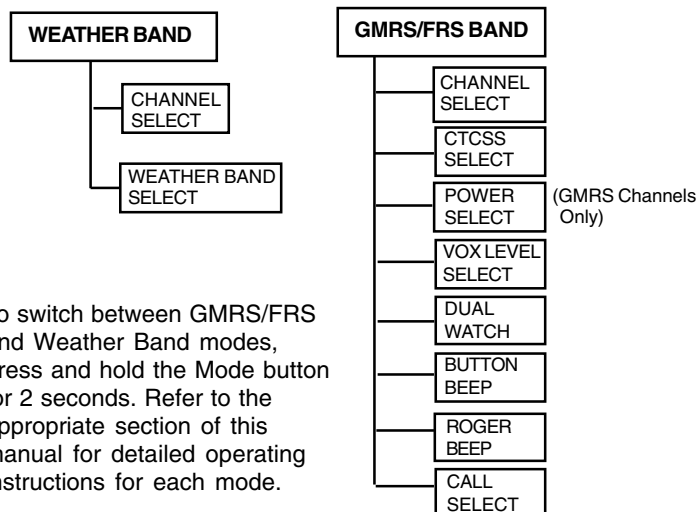 WEATHER BAND
CHANNEL
SELECT
WEATHER BAND
SELECT
GMRS/FRS BAND
CHANNEL
SELECT
CTCSS
SELECT
POWER
SELECT
(GMRS Channels
Only)
VOX LEVEL
SELECT
DUAL
WATCH
BUTTON
BEEP
ROGER
BEEP
CALL
SELECT
o switch between GMRS/FRS
nd Weather Band modes,
ress and hold the Mode button
or 2 seconds. Refer to the
ppropriate section of this
manual for detailed operating
nstructions for each mode.